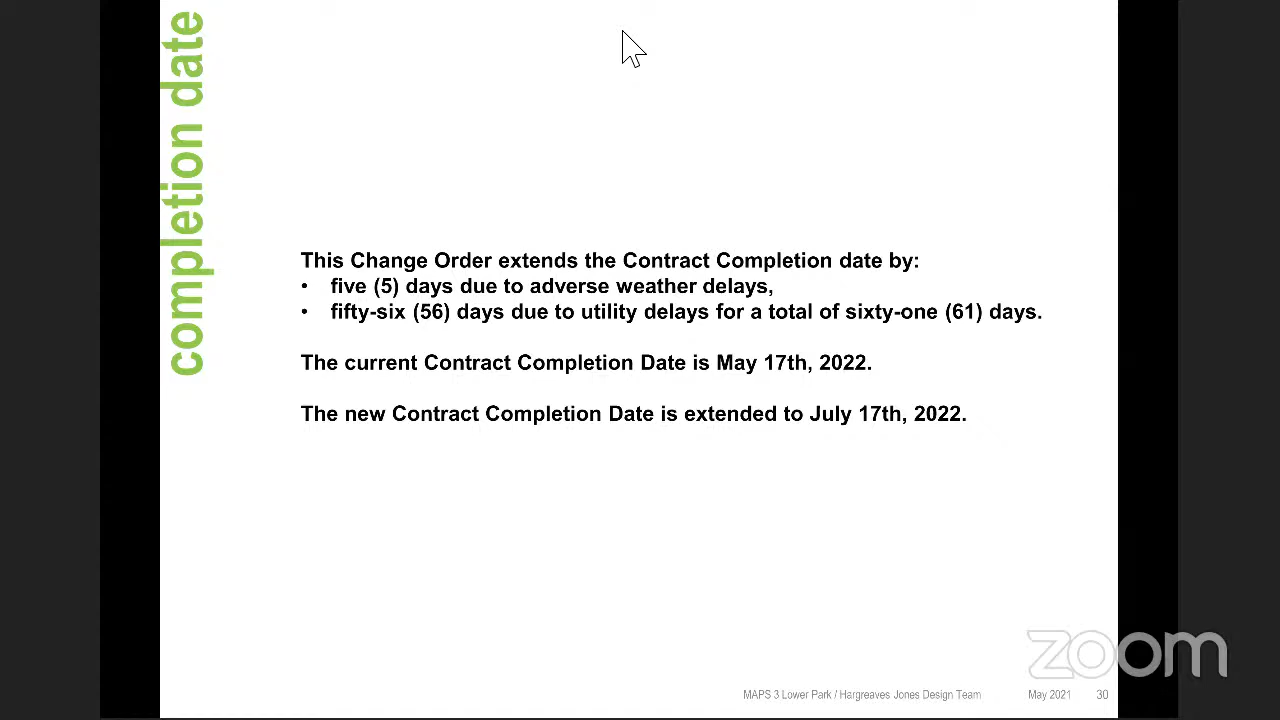 completion date
This Change Order extends the Contract Completion date by:
• five (5) days due to adverse weather delays,
• fifty-six (56) days due to utility delays for a total of sixty-one (61) days.
The current Contract Completion Date is May 17th, 2022.
The new Contract Completion Date is extended to July 17th, 2022.
zoom
MAPS 3 Lower Park / Hargreaves Jones Design Team May 2021 30